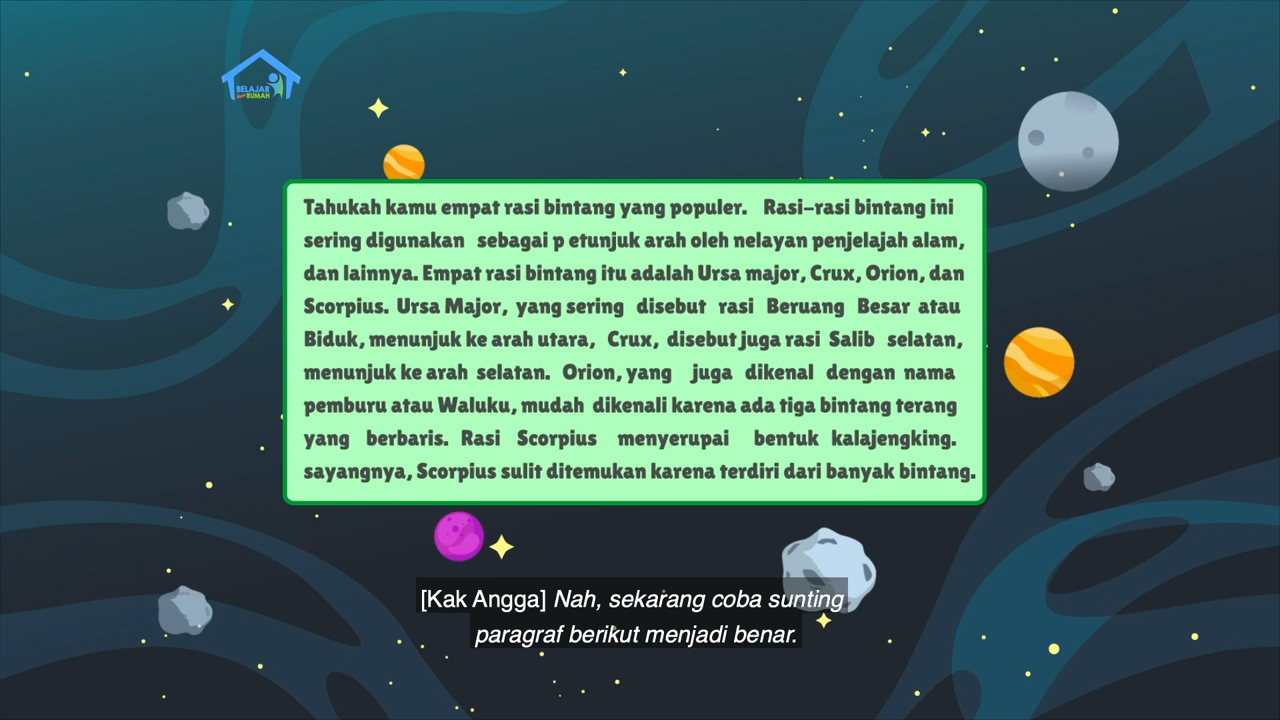 BELAJAR
dari RUMAH
Tahukah kamu empat rasi bintang yang populer. Rasi-rasi bintang ini
sering digunakan sebagai p etunjuk arah oleh nelayan penjelajah alam,
dan lainnya. Empat rasi bintang itu adalah Ursa major, Crux, Orion, dan
Scorpius. Ursa Major, yang sering disebut rasi Beruang Besar atau
Biduk, menunjuk ke arah utara, Crux, disebut juga rasi Salib selatan,
menunjuk ke arah selatan. Orion, yang juga dikenal dengan nama
pemburu atau Waluku, mudah dikenali karena ada tiga bintang terang
yang berbaris. Rasi Scorpius menyerupai bentuk kalajengking.
sayangnya, Scorpius sulit ditemukan karena terdiri dari banyak bintang.
[Kak Angga] Nah, sekarang coba sunting
paragraf berikut menjadi benar.